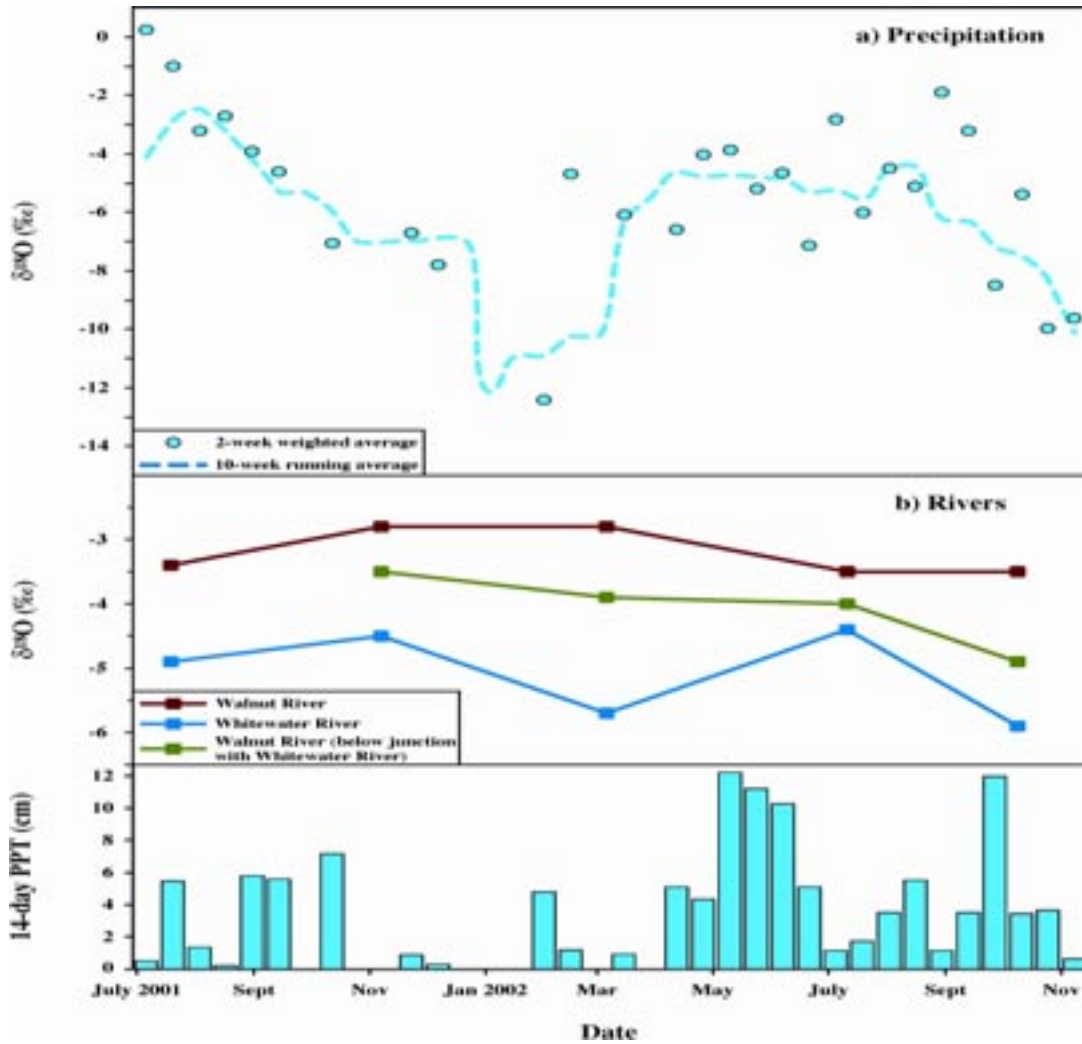 a) Precipitation
0
-2
-4
-6
-8
-10
-12
-14
δ¹⁸O (‰)
2-week weighted average
10-week running average
b) Rivers
-3
-4
-5
-6
δ¹⁸O (‰)
Walnut River
Whitewater River
Walnut River (below junction
with Whitewater River)
12
10
8
6
4
2
0
14-day PPT (cm)
July 2001 Sept Nov Jan 2002 Mar May July Sept Nov
Date